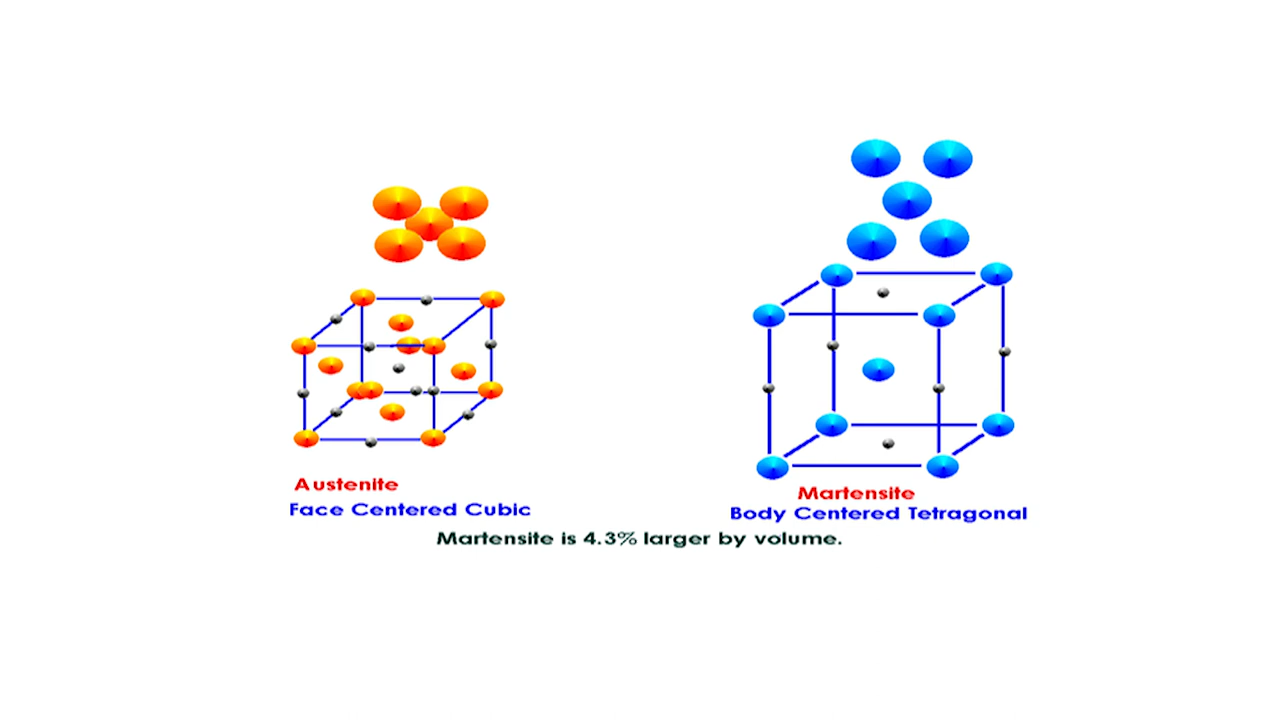 Austenite
Face Centered Cubic
Martensite
Body Centered Tetragonal
Martensite is 4.3% larger by volume.